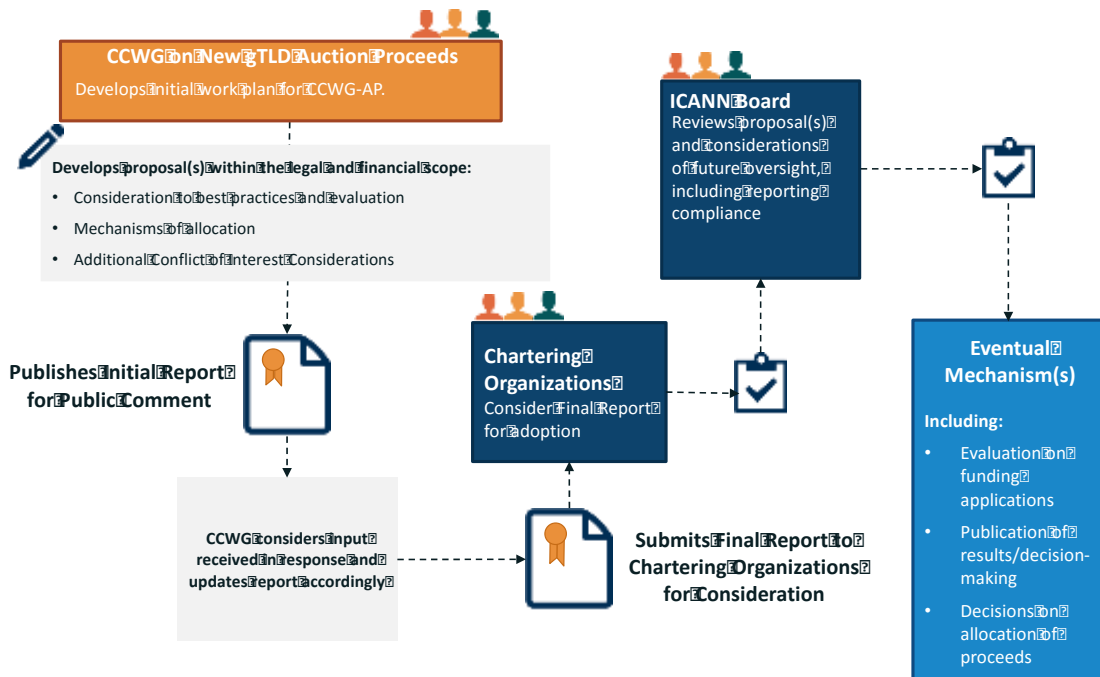 CCWG on New gTLD Auction Proceeds
Develops initial work plan for CCWG-AP.
Develops proposal(s) within the legal and financial scope:
• Consideration to best practices and evaluation
• Mechanisms of allocation
• Additional Conflict of Interest Considerations
Publishes Initial Report
for Public Comment
CCWG considers input
received in response and
updates report accordingly
Submits Final Report to
Chartering Organizations
for Consideration
Chartering
Organizations
Consider Final Report
for adoption
ICANN Board
Reviews proposal(s)
and considerations
of future oversight,
including reporting
compliance
Eventual
Mechanism(s)
Including:
• Evaluation on
funding
applications
• Publication of
results/decision-
making
• Decisions on
allocation of
proceeds